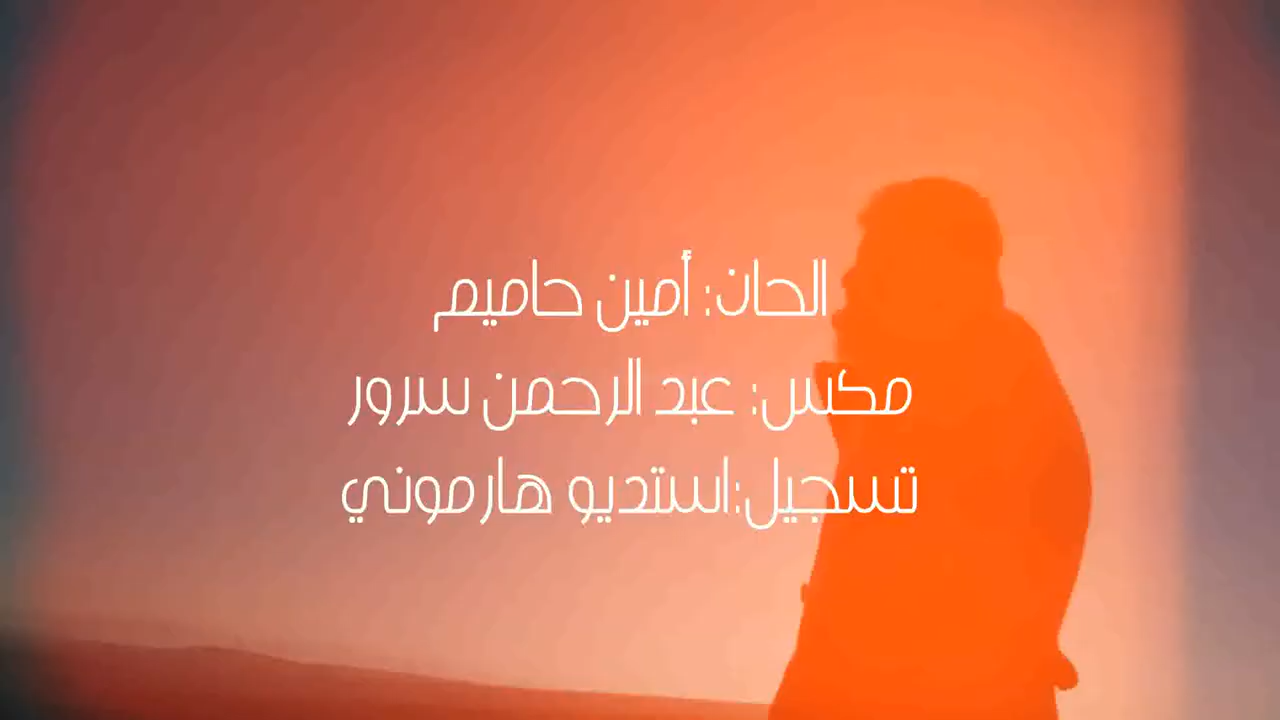 الحان: أمين حاميم
مكس: عبد الرحمن سرور
تسجيل:استديو هارموني